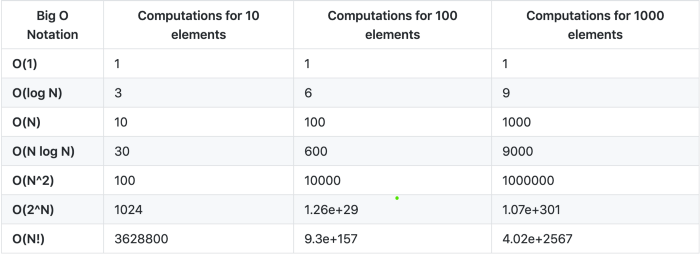 Big O Notation Computations for 10 elements Computations for 100 elements Computations for 1000 elements
O(1) 1 1 1
O(log N) 3 6 9
O(N) 10 100 1000
O(N log N) 30 600 9000
O(N^2) 100 10000 1000000
O(2^N) 1024 1.26e+29 1.07e+301
O(N!) 3628800 9.3e+157 4.02e+2567